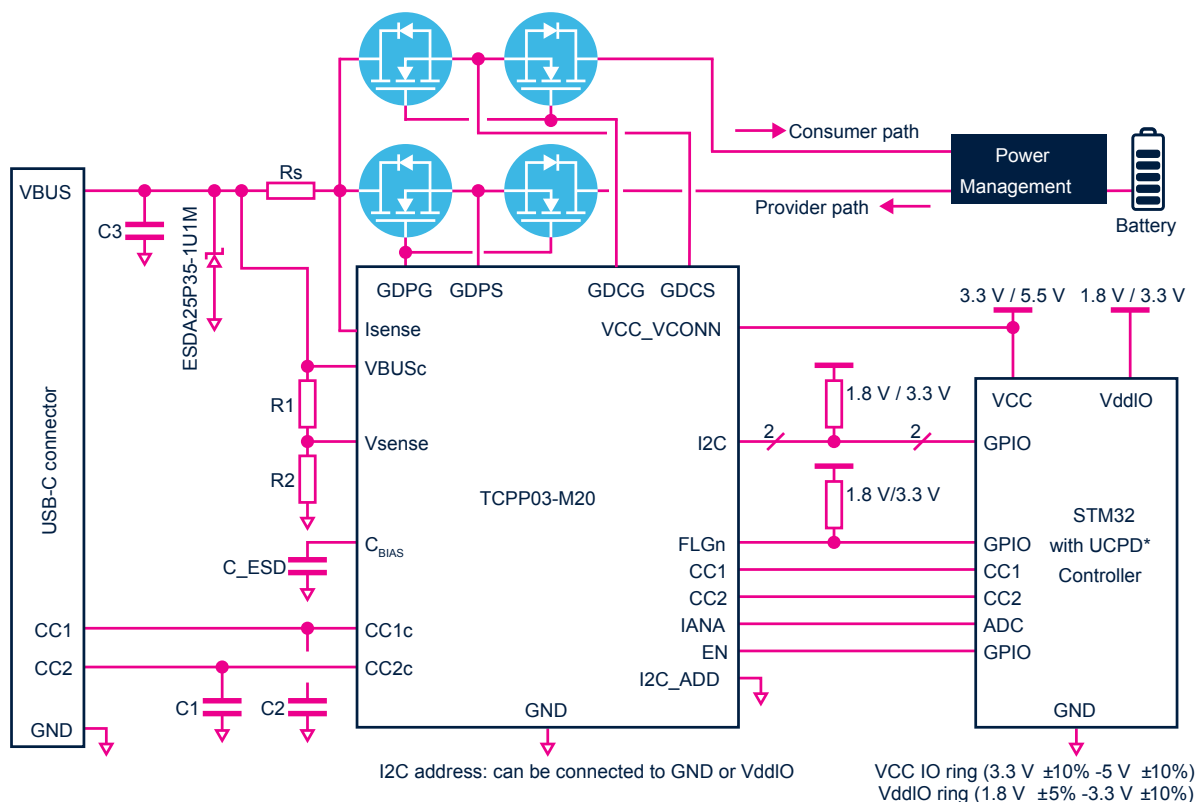 Consumer path
Power
Management
Provider path
Battery
VBUS
Rs
C3
ESDA25P35-1U1M
USB-C connector
GDPG
GDPS
GDCG
GDCS
3.3 V / 5.5 V
1.8 V / 3.3 V
Isense
VCC_VCONN
VBUSc
R1
1.8 V / 3.3 V
VCC
VddIO
Vsense
I2C
2
2
GPIO
R2
1.8 V/3.3 V
TCPP03-M20
STM32
with UCPD*
Controller
CBIAS
C_ESD
FLGn
GPIO
CC1
CC1
CC2
CC2
CC1
CC1c
IANA
ADC
CC2
CC2c
EN
GPIO
I2C_ADD
C1
C2
GND
GND
GND
I2C address: can be connected to GND or VddIO
VCC IO ring (3.3 V ±10% -5 V ±10%)
VddIO ring (1.8 V ±5% -3.3 V ±10%)